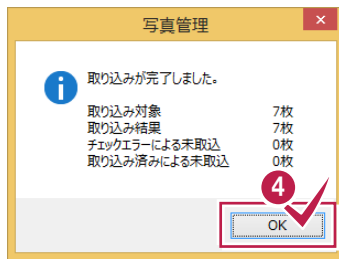 写真管理
×
取り込みが完了しました。
取り込み対象 7枚
取り込み結果 7枚
チェックエラーによる未取込 0枚
取り込み済みによる未取込 0枚
4
OK